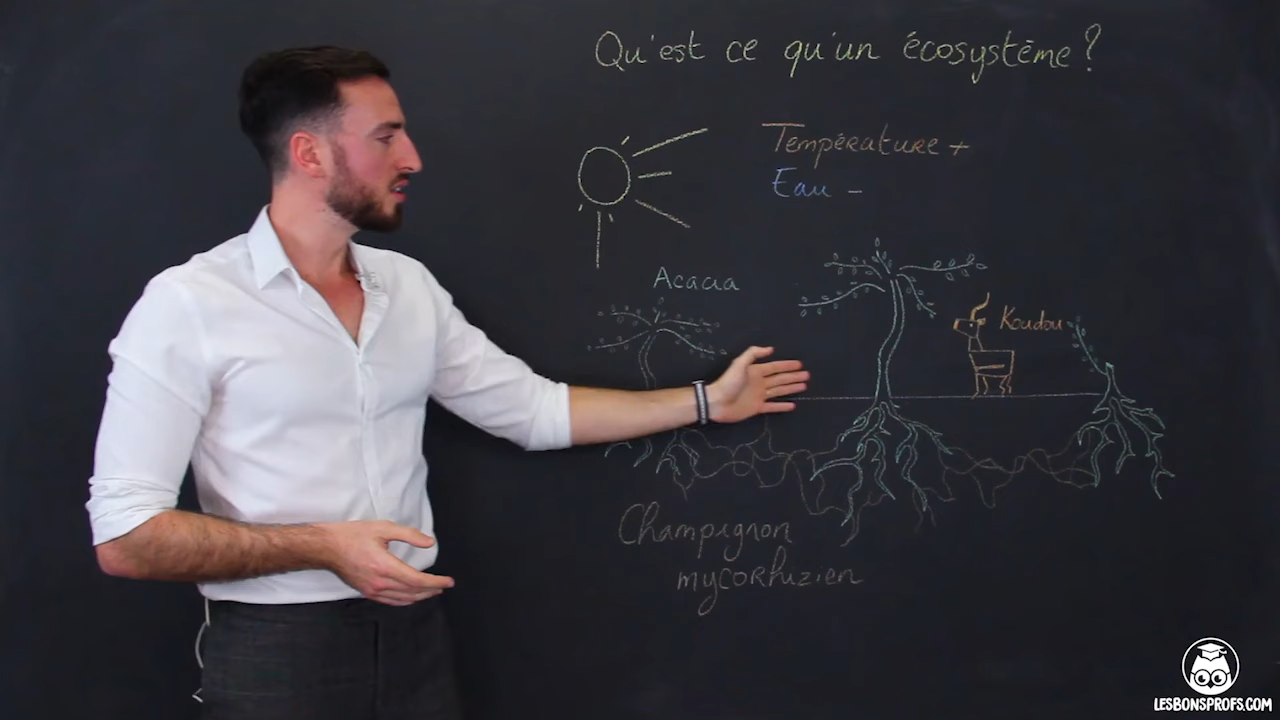 Qu'est ce qu'un écosystème?
Température +
Eau -
Acacia
Koudou
Champignon
mycorhizien
LESBONSPROFS.COM